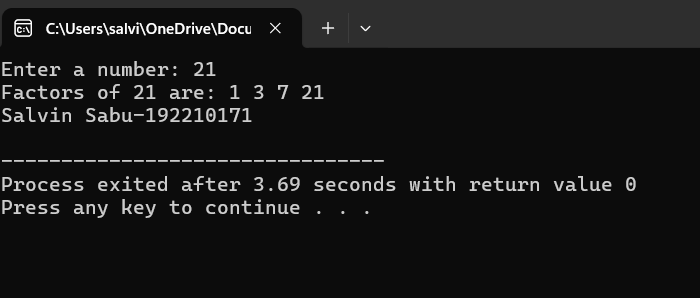 C:\Users\salvi\OneDrive\Docu
Enter a number: 21
Factors of 21 are: 1 3 7 21
Salvin Sabu-192210171
--------------------------------
Process exited after 3.69 seconds with return value 0
Press any key to continue . . .